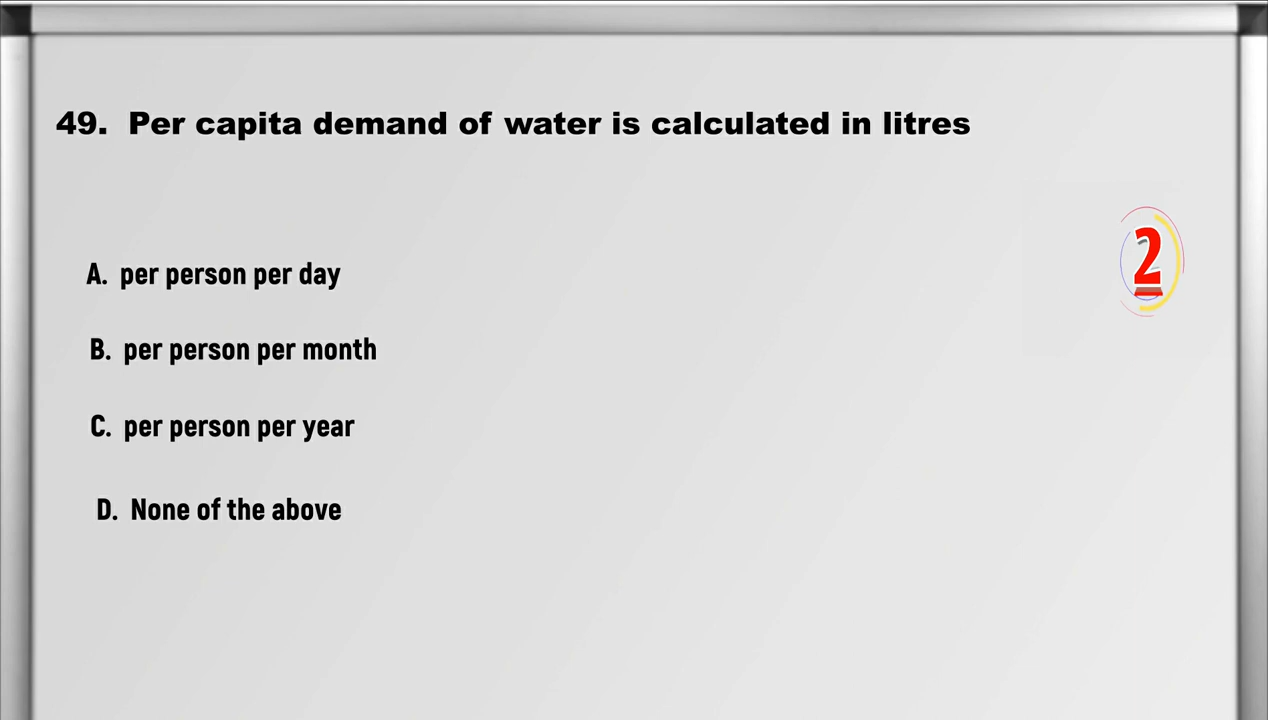 49. Per capita demand of water is calculated in litres
2
A. per person per day
B. per person per month
C. per person per year
D. None of the above